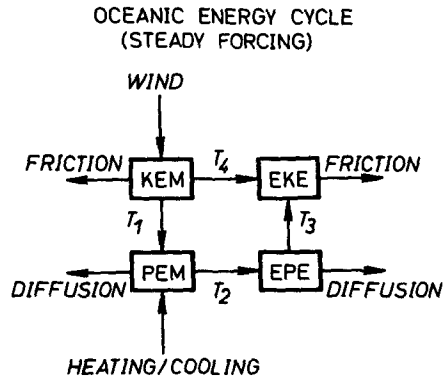 OCEANIC ENERGY CYCLE
(STEADY FORCING)
WIND
FRICTION
KEM
T4
EKE
FRICTION
T1
T3
PEM
EPE
DIFFUSION
T2
DIFFUSION
HEATING/COOLING